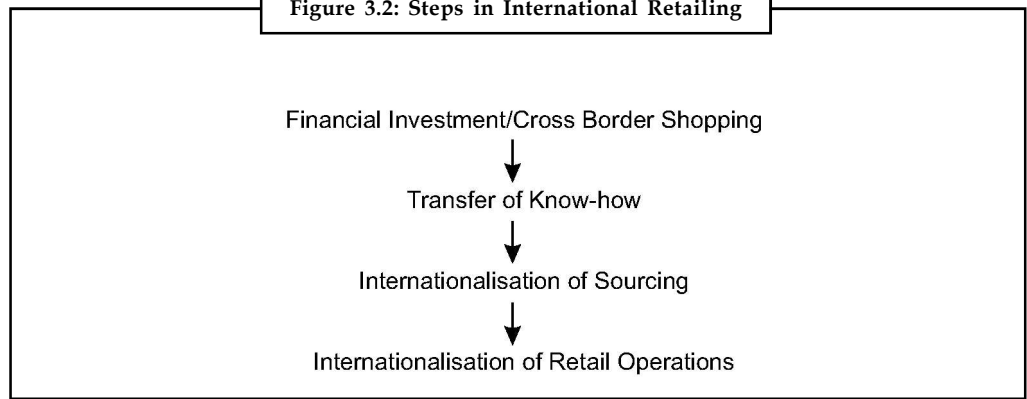 Figure 3.2: Steps in International Retailing
Financial Investment/Cross Border Shopping
Transfer of Know-how
Internationalisation of Sourcing
Internationalisation of Retail Operations